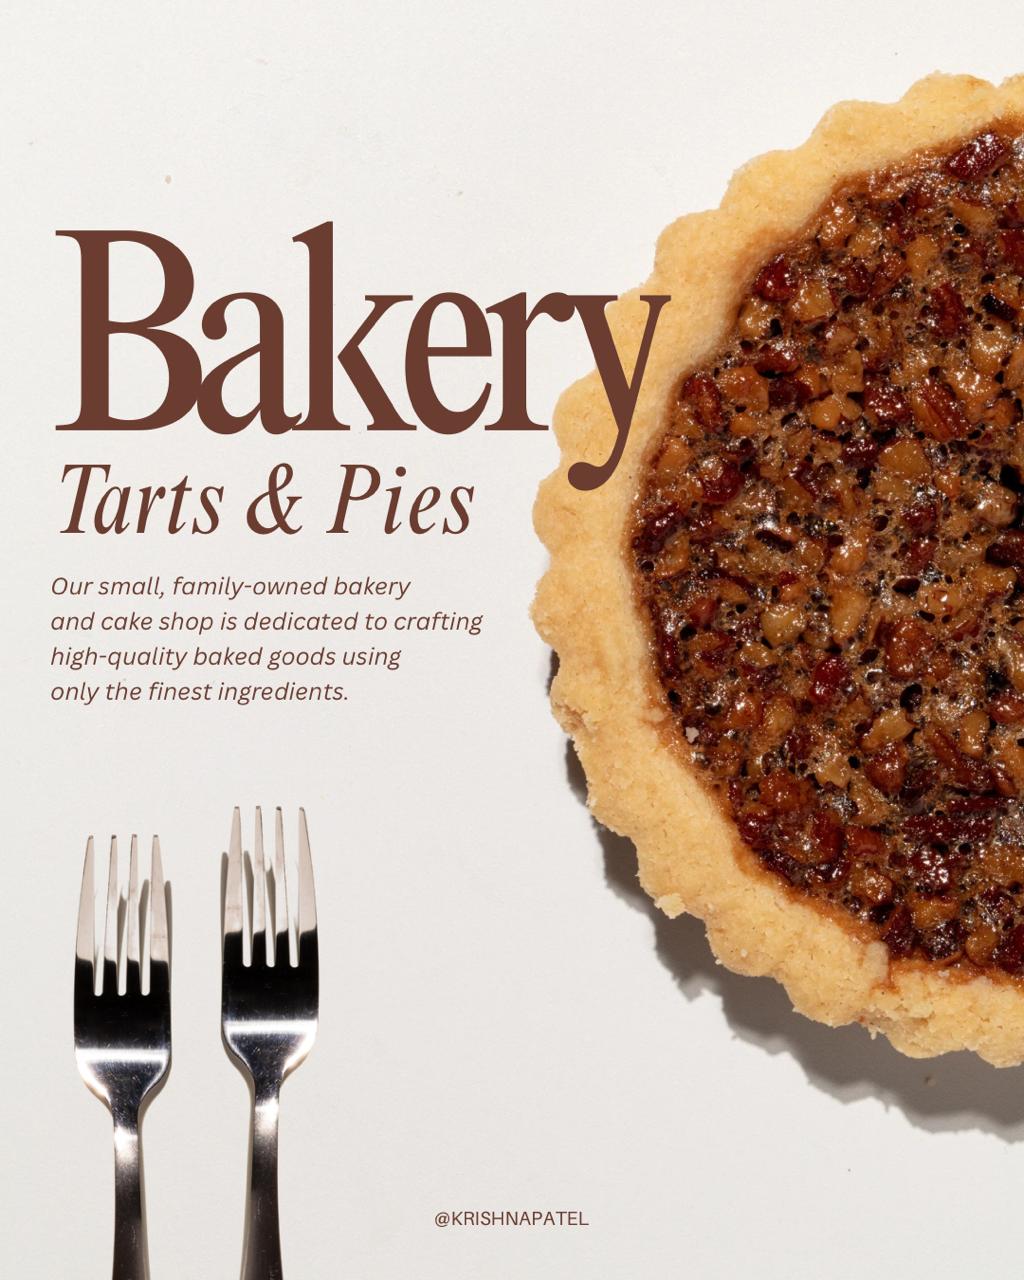 Bakery
Tarts & Pies
Our small, family-owned bakery
and cake shop is dedicated to crafting
high-quality baked goods using
only the finest ingredients.
@KRISHNAPATEL